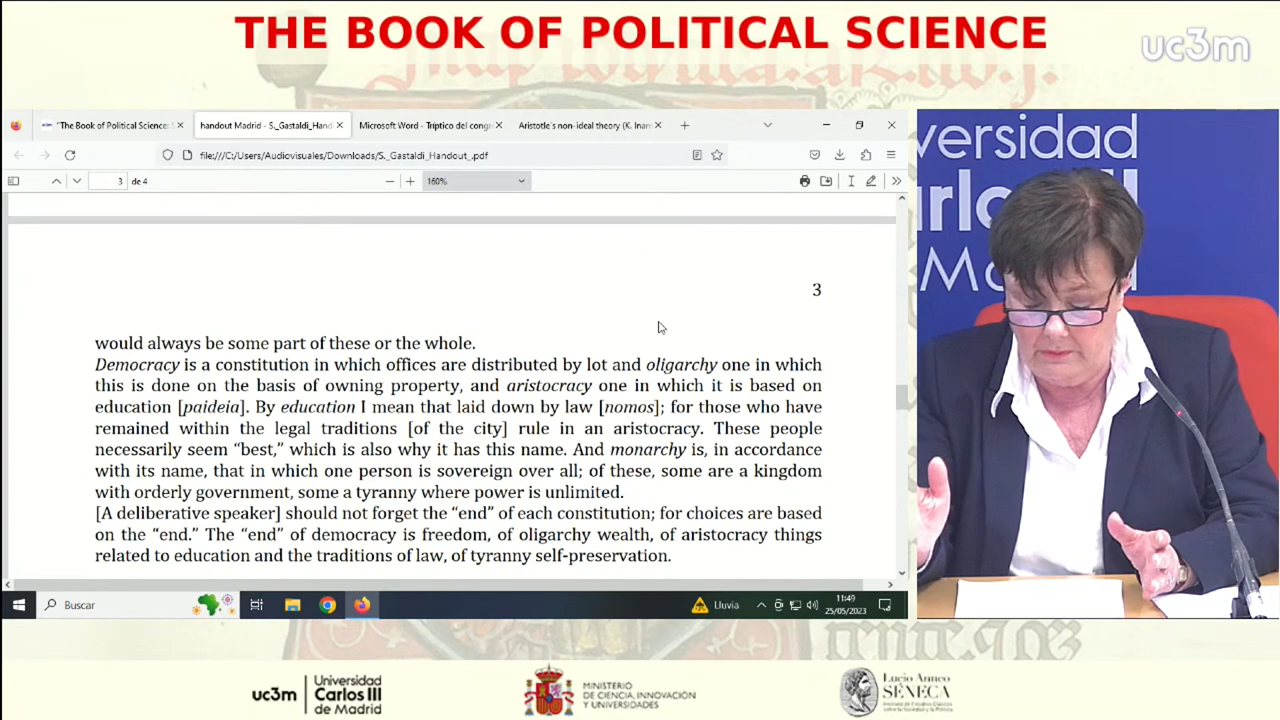 THE BOOK OF POLITICAL SCIENCE
uc3m
"The Book of Political Science:
handout Madrid - S._Gastaldi_Hand
Microsoft Word - Tríptico del congr
Aristotle's non-ideal theory (K. Inam
file:///C:/Users/Audiovisuales/Downloads/S._Gastaldi_Handout_.pdf
3 de 4
160%
3
would always be some part of these or the whole.
Democracy is a constitution in which offices are distributed by lot and oligarchy one in which
this is done on the basis of owning property, and aristocracy one in which it is based on
education [paideia]. By education I mean that laid down by law [nomos]; for those who have
remained within the legal traditions [of the city] rule in an aristocracy. These people
necessarily seem “best,” which is also why it has this name. And monarchy is, in accordance
with its name, that in which one person is sovereign over all; of these, some are a kingdom
with orderly government, some a tyranny where power is unlimited.
[A deliberative speaker] should not forget the “end” of each constitution; for choices are based
on the “end.” The “end” of democracy is freedom, of oligarchy wealth, of aristocracy things
related to education and the traditions of law, of tyranny self-preservation.
Buscar
Lluvia
11:49
25/05/2023
versidad
arlo
III
M
uc3m
Universidad
Carlos III
de Madrid
MINISTERIO
DE CIENCIA, INNOVACIÓN
Y UNIVERSIDADES
Lucio Anneo
SÉNECA